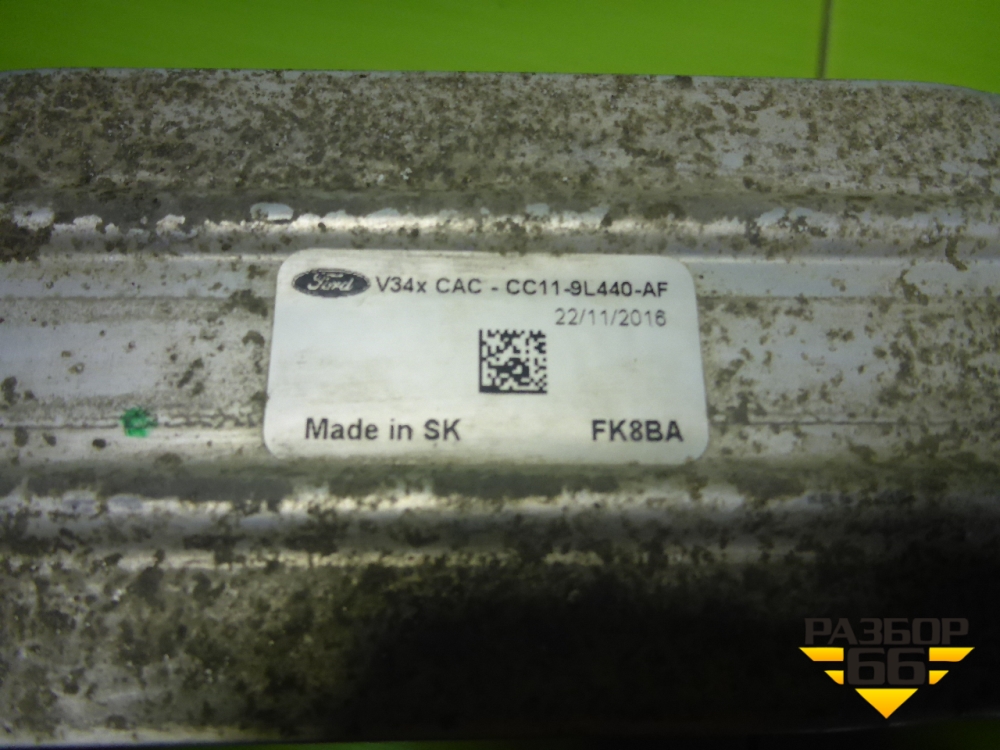 Ford V34x CAC - CC11-9L440-AF
22/11/2016
Made in SK FK8BA
РАЗБОР
66